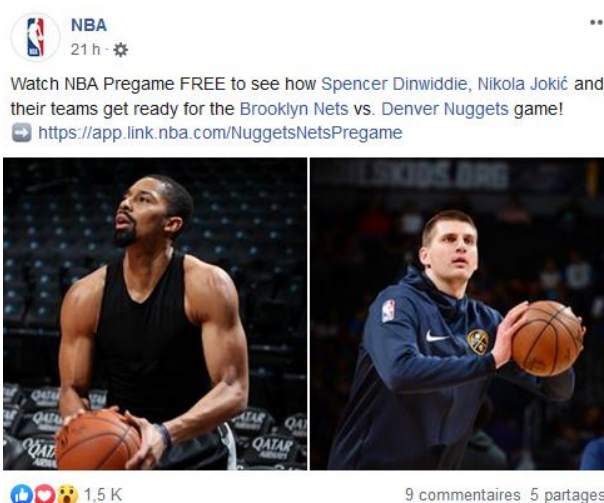 NBA
21 h ·
Watch NBA Pregame FREE to see how Spencer Dinwiddie, Nikola Jokić and
their teams get ready for the Brooklyn Nets vs. Denver Nuggets game!
https://app.link.nba.com/NuggetsNetsPregame
QATAR
QATAR
QATAR
1,5 K
9 commentaires 5 partages